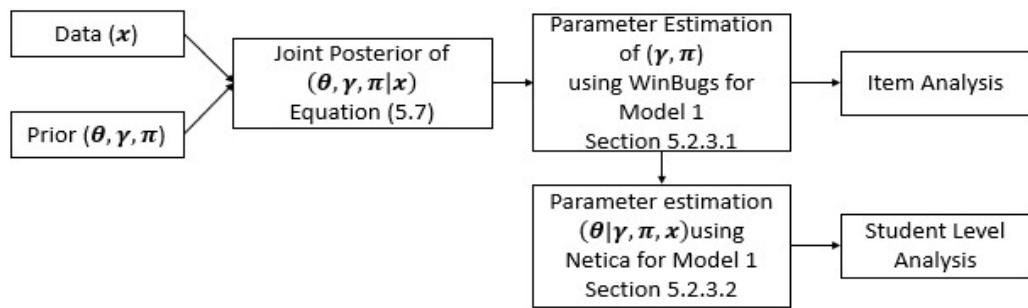 Data (𝒙)
Prior (𝜽, 𝜸, 𝝅)
Joint Posterior of
(𝜽, 𝜸, 𝝅|𝒙)
Equation (5.7)
Parameter Estimation
of (𝜸, 𝝅)
using WinBugs for
Model 1
Section 5.2.3.1
Item Analysis
Parameter estimation
(𝜽|𝜸, 𝝅, 𝒙)using
Netica for Model 1
Section 5.2.3.2
Student Level
Analysis